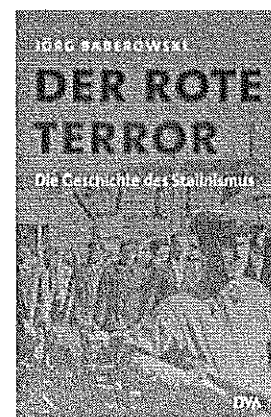 JÖRG BABEROWSKI
DER ROTE
TERROR
Die Geschichte des Stalinismus
DVA